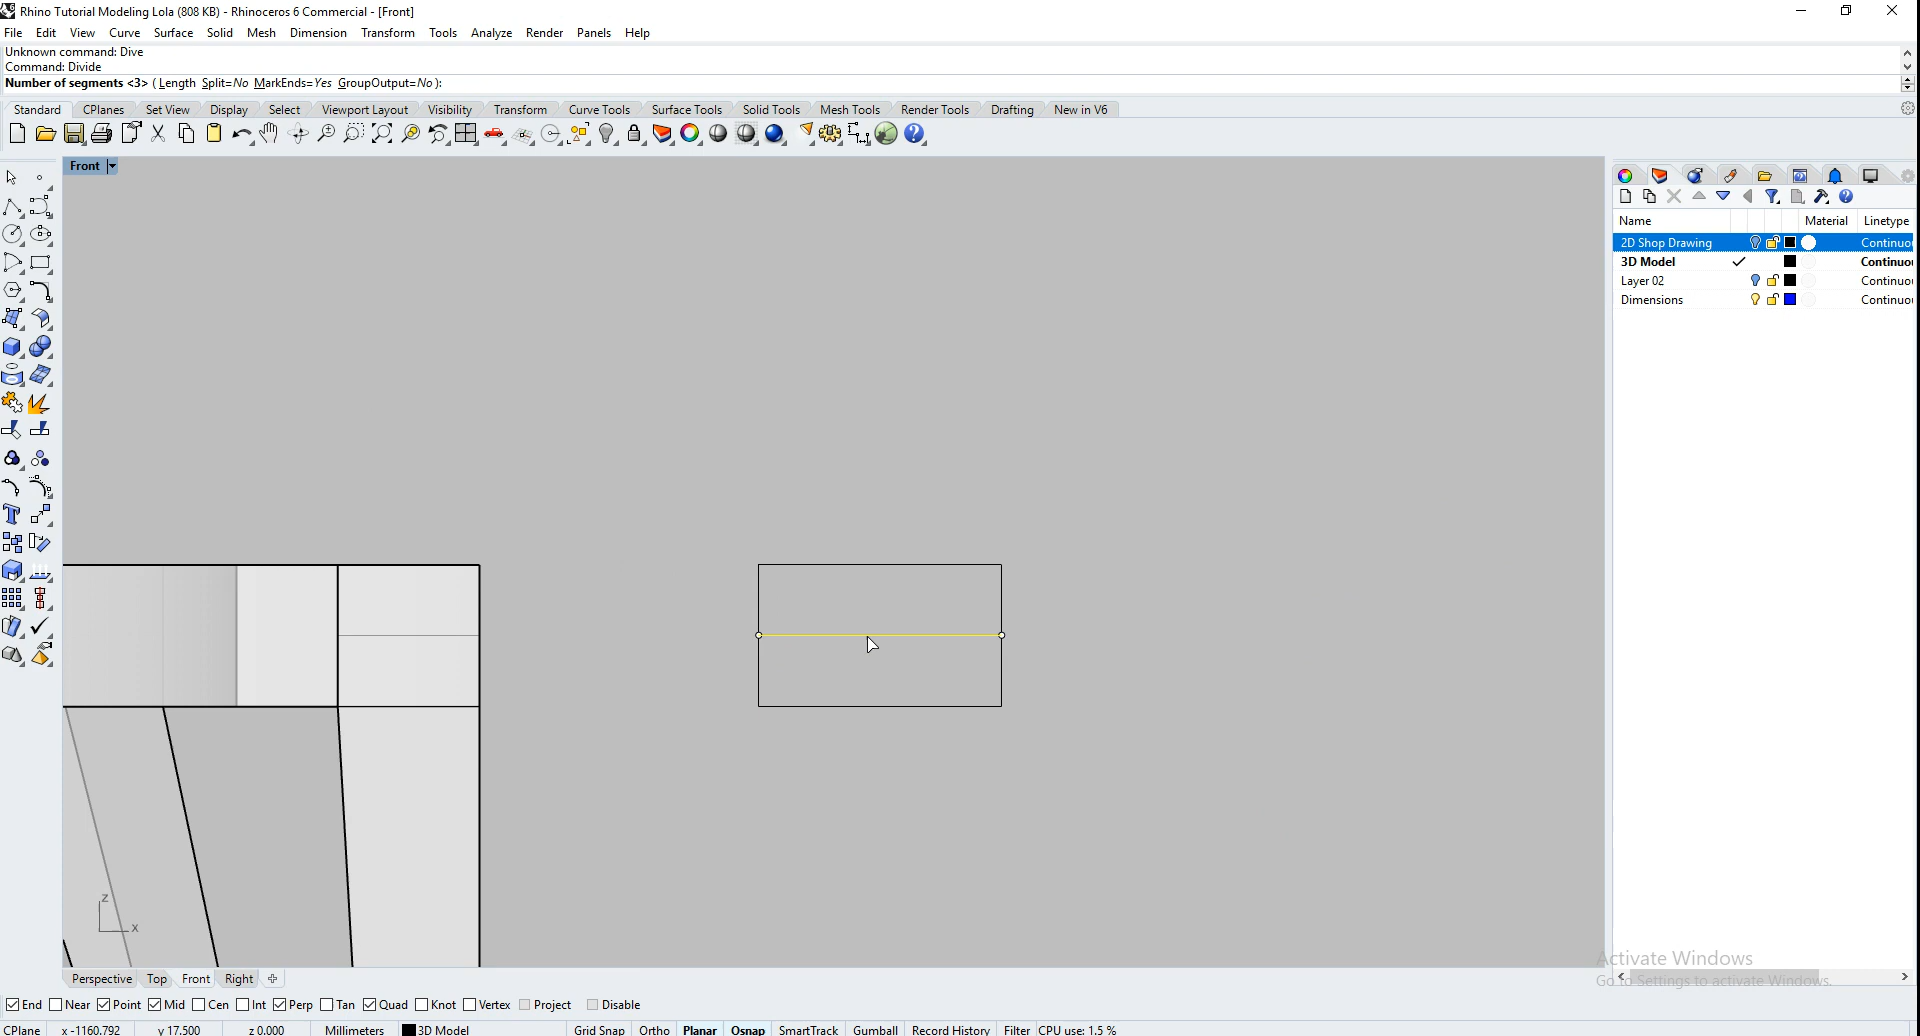 Rhino Tutorial Modeling Lola (808 KB) - Rhinoceros 6 Commercial - [Front]
File Edit View Curve Surface Solid Mesh Dimension Transform Tools Analyze Render Panels Help
Unknown command: Dive
Command: Divide
Number of segments <3> ( Length Split=No MarkEnds=Yes GroupOutput=No ):
Standard CPlanes Set View Display Select Viewport Layout Visibility Transform Curve Tools Surface Tools Solid Tools Mesh Tools Render Tools Drafting New in V6
Front
Name Material Linetype
2D Shop Drawing Continuou
3D Model Continuou
Layer 02 Continuou
Dimensions Continuou
z
x
Activate Windows
Go to Settings to activate Windows.
Perspective Top Front Right
End Near Point Mid Cen Int Perp Tan Quad Knot Vertex Project Disable
CPlane x -1160.792 y 17.500 z 0.000 Millimeters 3D Model Grid Snap Ortho Planar Osnap SmartTrack Gumball Record History Filter CPU use: 1.5 %